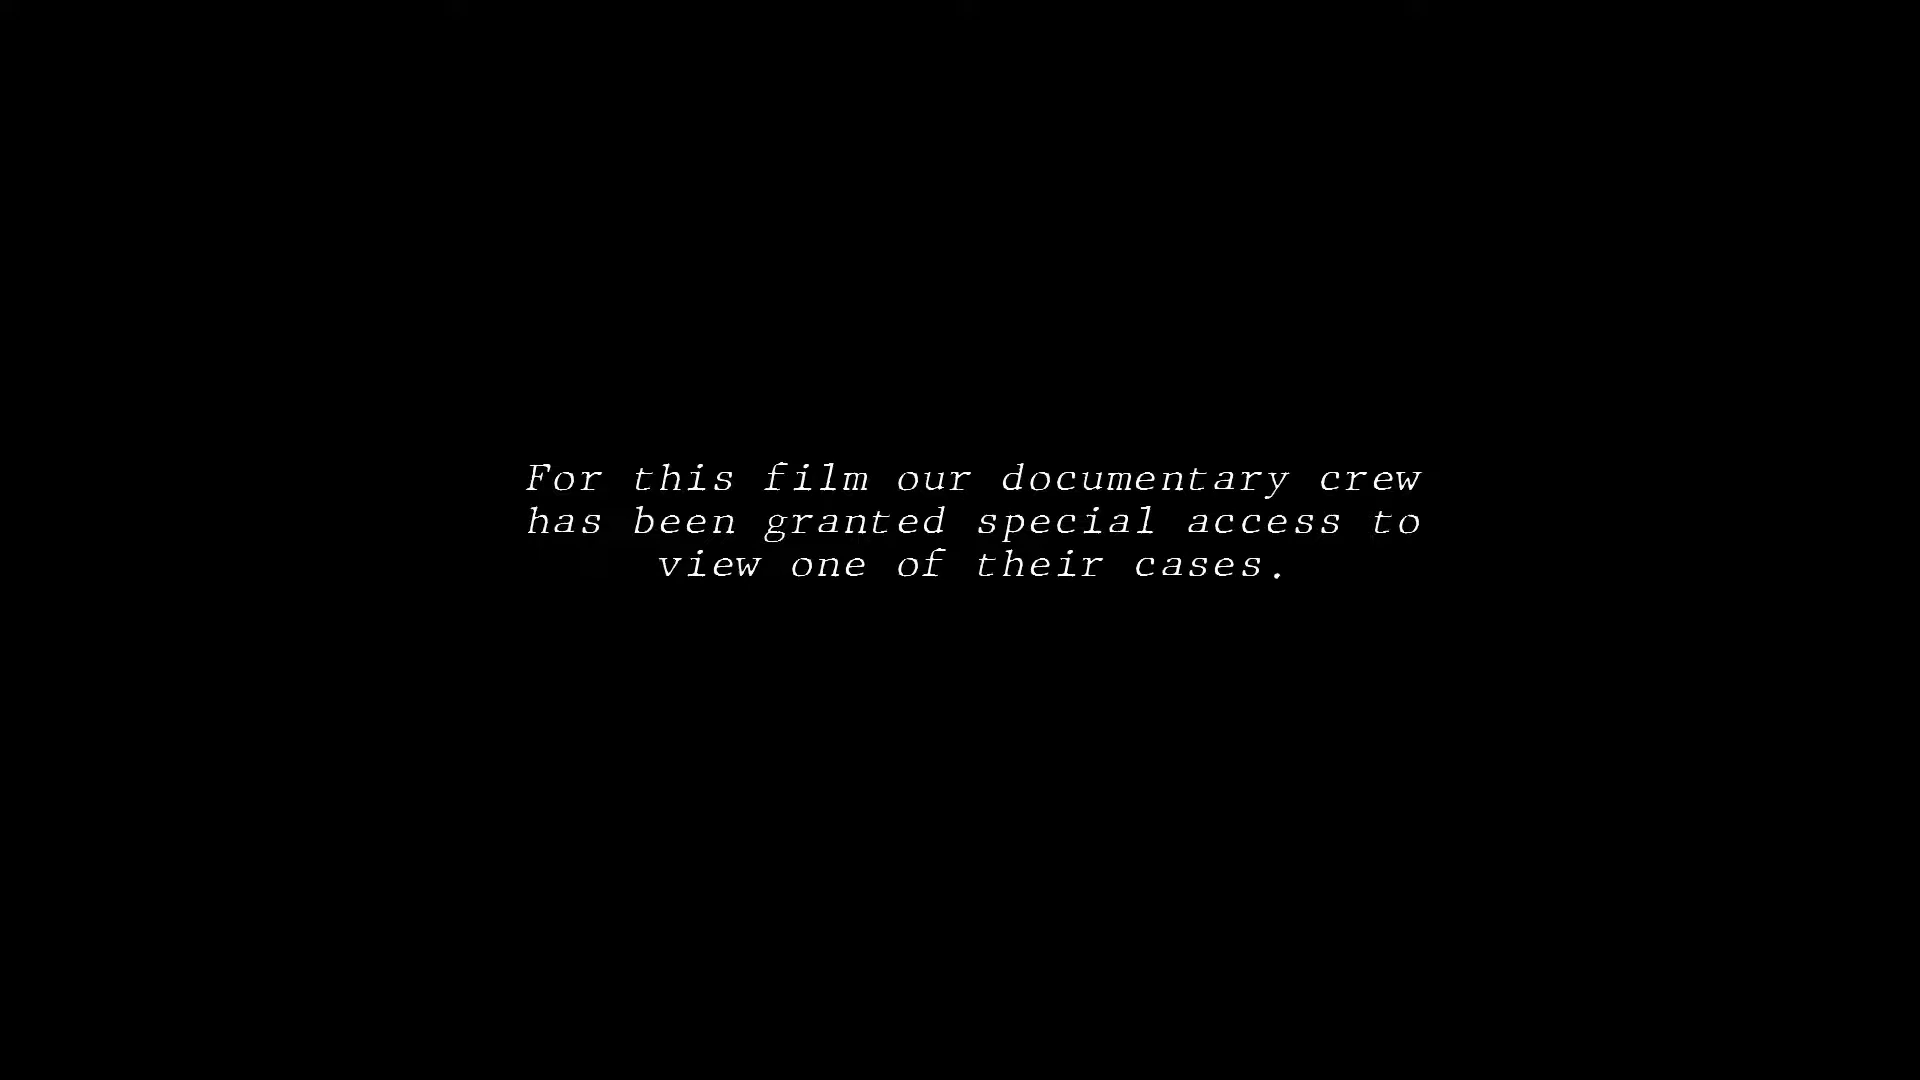 For this film our documentary crew
has been granted special access to
view one of their cases.